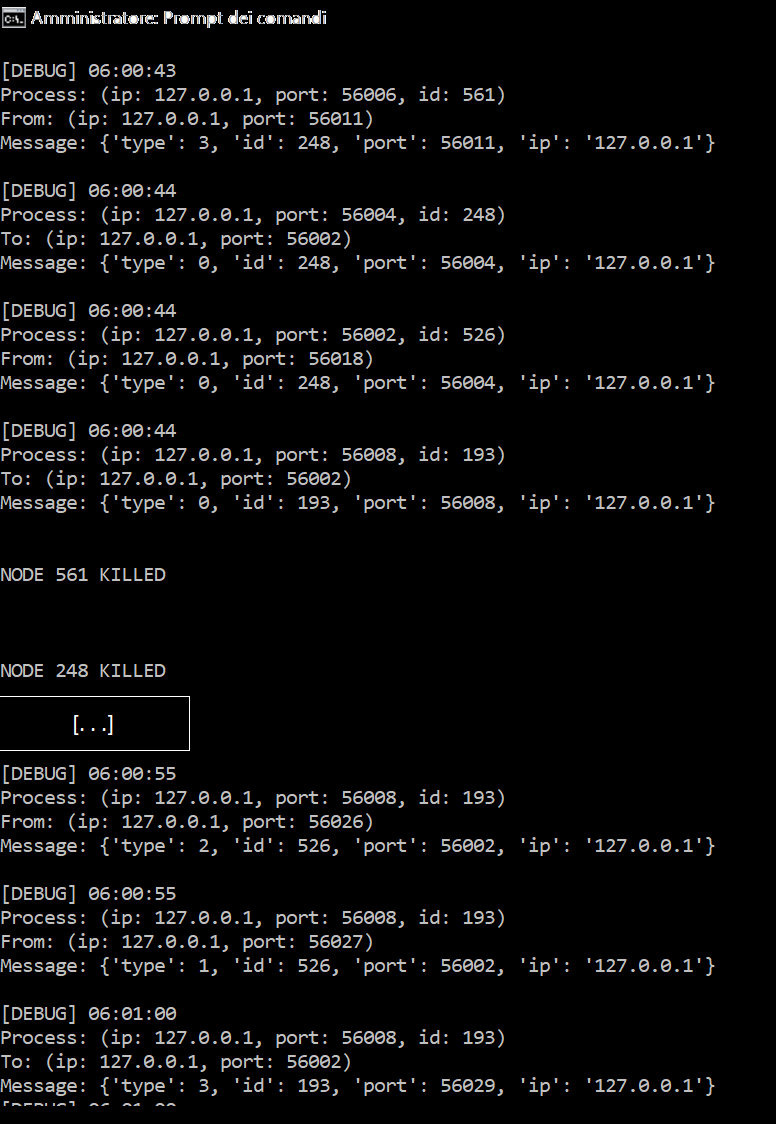 Amministratore: Prompt dei comandi
[DEBUG] 06:00:43
Process: (ip: 127.0.0.1, port: 56006, id: 561)
From: (ip: 127.0.0.1, port: 56011)
Message: {'type': 3, 'id': 248, 'port': 56011, 'ip': '127.0.0.1'}
[DEBUG] 06:00:44
Process: (ip: 127.0.0.1, port: 56004, id: 248)
To: (ip: 127.0.0.1, port: 56002)
Message: {'type': 0, 'id': 248, 'port': 56004, 'ip': '127.0.0.1'}
[DEBUG] 06:00:44
Process: (ip: 127.0.0.1, port: 56002, id: 526)
From: (ip: 127.0.0.1, port: 56018)
Message: {'type': 0, 'id': 248, 'port': 56004, 'ip': '127.0.0.1'}
[DEBUG] 06:00:44
Process: (ip: 127.0.0.1, port: 56008, id: 193)
To: (ip: 127.0.0.1, port: 56002)
Message: {'type': 0, 'id': 193, 'port': 56008, 'ip': '127.0.0.1'}
NODE 561 KILLED
NODE 248 KILLED
[...]
[DEBUG] 06:00:55
Process: (ip: 127.0.0.1, port: 56008, id: 193)
From: (ip: 127.0.0.1, port: 56026)
Message: {'type': 2, 'id': 526, 'port': 56002, 'ip': '127.0.0.1'}
[DEBUG] 06:00:55
Process: (ip: 127.0.0.1, port: 56008, id: 193)
From: (ip: 127.0.0.1, port: 56027)
Message: {'type': 1, 'id': 526, 'port': 56002, 'ip': '127.0.0.1'}
[DEBUG] 06:01:00
Process: (ip: 127.0.0.1, port: 56008, id: 193)
To: (ip: 127.0.0.1, port: 56002)
Message: {'type': 3, 'id': 193, 'port': 56029, 'ip': '127.0.0.1'}